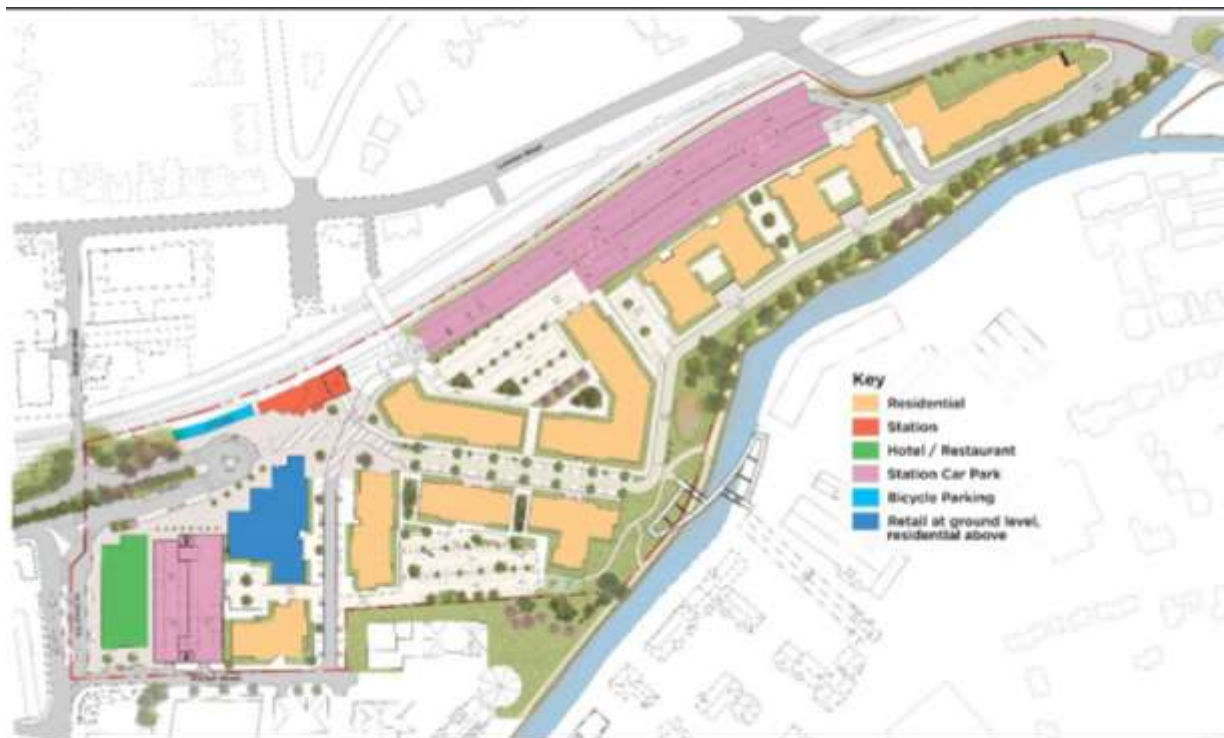 Key
Residential
Station
Hotel / Restaurant
Station Car Park
Bicycle Parking
Retail at ground level,
residential above